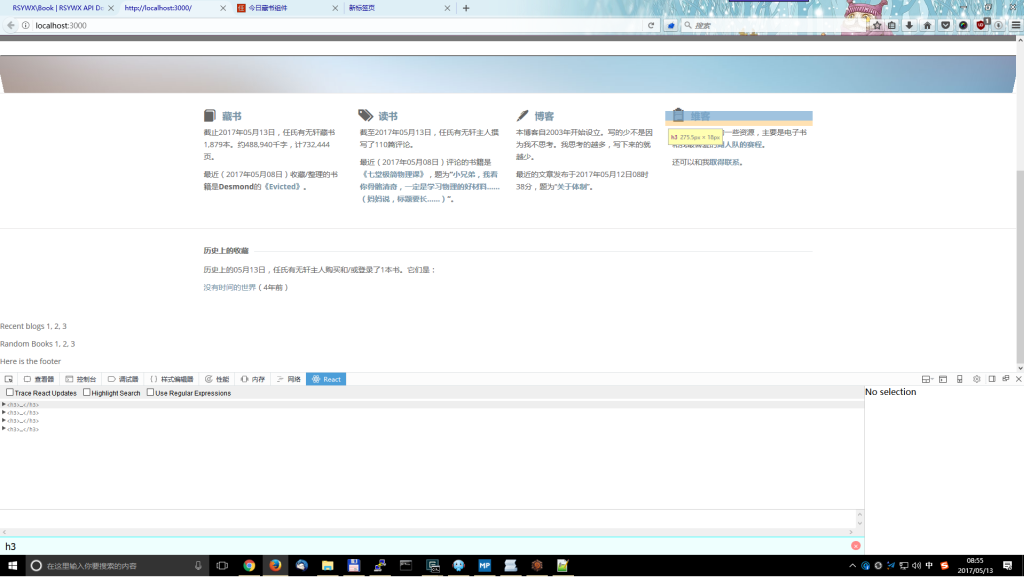 RSYWX\Book | RSYWX API Do
http://localhost:3000/
今日藏书组件
新标签页
localhost:3000
搜索
藏书
截止2017年05月13日，任氏有无轩藏书
1,879本。约488,940千字，计732,444
页。
最近（2017年05月08日）收藏/整理的书
籍是Desmond的《Evicted》。
读书
截至2017年05月13日，任氏有无轩主人撰
写了110篇评论。
最近（2017年05月08日）评论的书籍是
《七堂极简物理课》，题为“小兄弟，我看
你骨骼清奇，一定是学习物理的好材料……
（妈妈说，标题要长……）”。
博客
本博客自2003年开始设立。写的少不是因
为我不思考。我思考的越多，写下来的就
越少。
最近的文章发布于2017年05月12日08时
38分，题为“关于体制”。
维客
h3 275.5px × 18px
一些资源，主要是电子书
和我最喜爱的湖人队的赛程。
还可以和我取得联系。
历史上的收藏
历史上的05月13日，任氏有无轩主人购买和/或登录了1本书。它们是：
没有时间的世界（4年前）
Recent blogs 1, 2, 3
Random Books 1, 2, 3
Here is the footer
查看器 控制台 调试器 样式编辑器 性能 内存 网络 React
Trace React Updates Highlight Search Use Regular Expressions
<h3>…</h3>
<h3>…</h3>
<h3>…</h3>
<h3>…</h3>
No selection
h3
在这里输入你要搜索的内容
中
08:55
2017/05/13